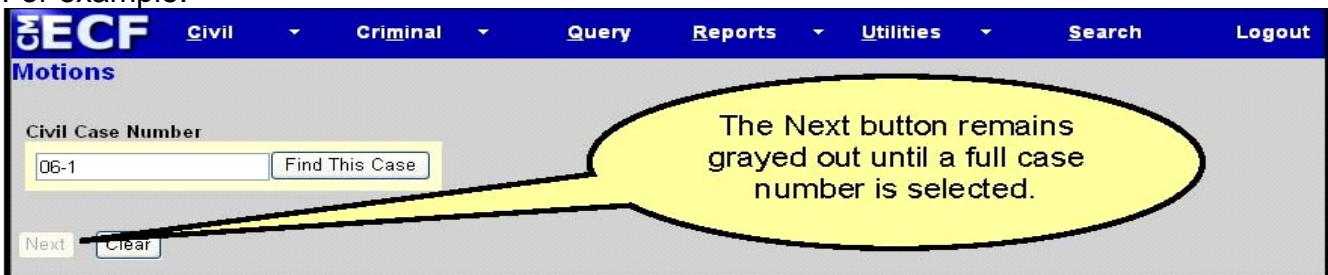 For example:
CM ECF Civil Criminal Query Reports Utilities Search Logout
Motions
Civil Case Number
06-1 Find This Case
The Next button remains
grayed out until a full case
number is selected.
Next Clear